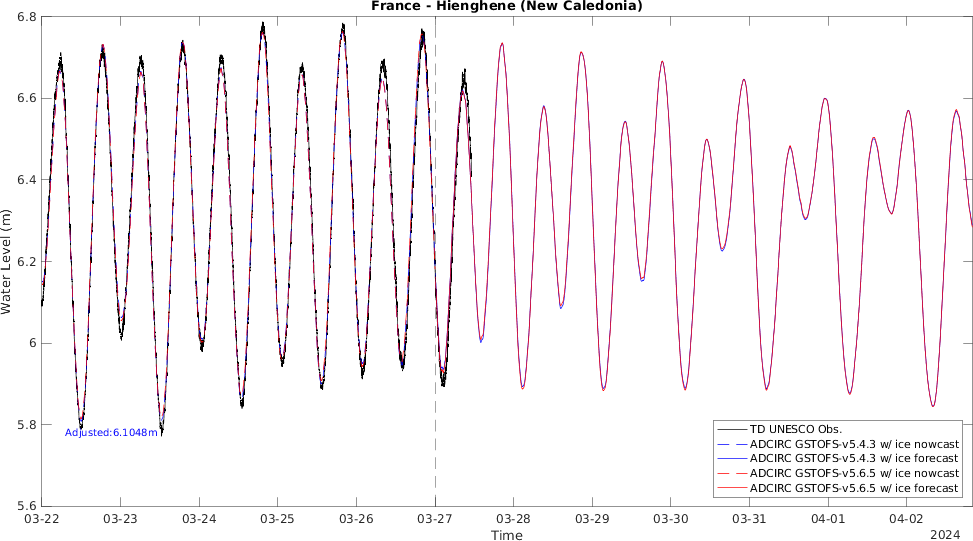 France - Hienghene (New Caledonia)
6.8
6.6
6.4
6.2
6
5.8
5.6
Water Level (m)
Adjusted:6.1048m
TD UNESCO Obs.
ADCIRC GSTOFS-v5.4.3 w/ ice nowcast
ADCIRC GSTOFS-v5.4.3 w/ ice forecast
ADCIRC GSTOFS-v5.6.5 w/ ice nowcast
ADCIRC GSTOFS-v5.6.5 w/ ice forecast
03-22 03-23 03-24 03-25 03-26 03-27 03-28 03-29 03-30 03-31 04-01 04-02
Time
2024